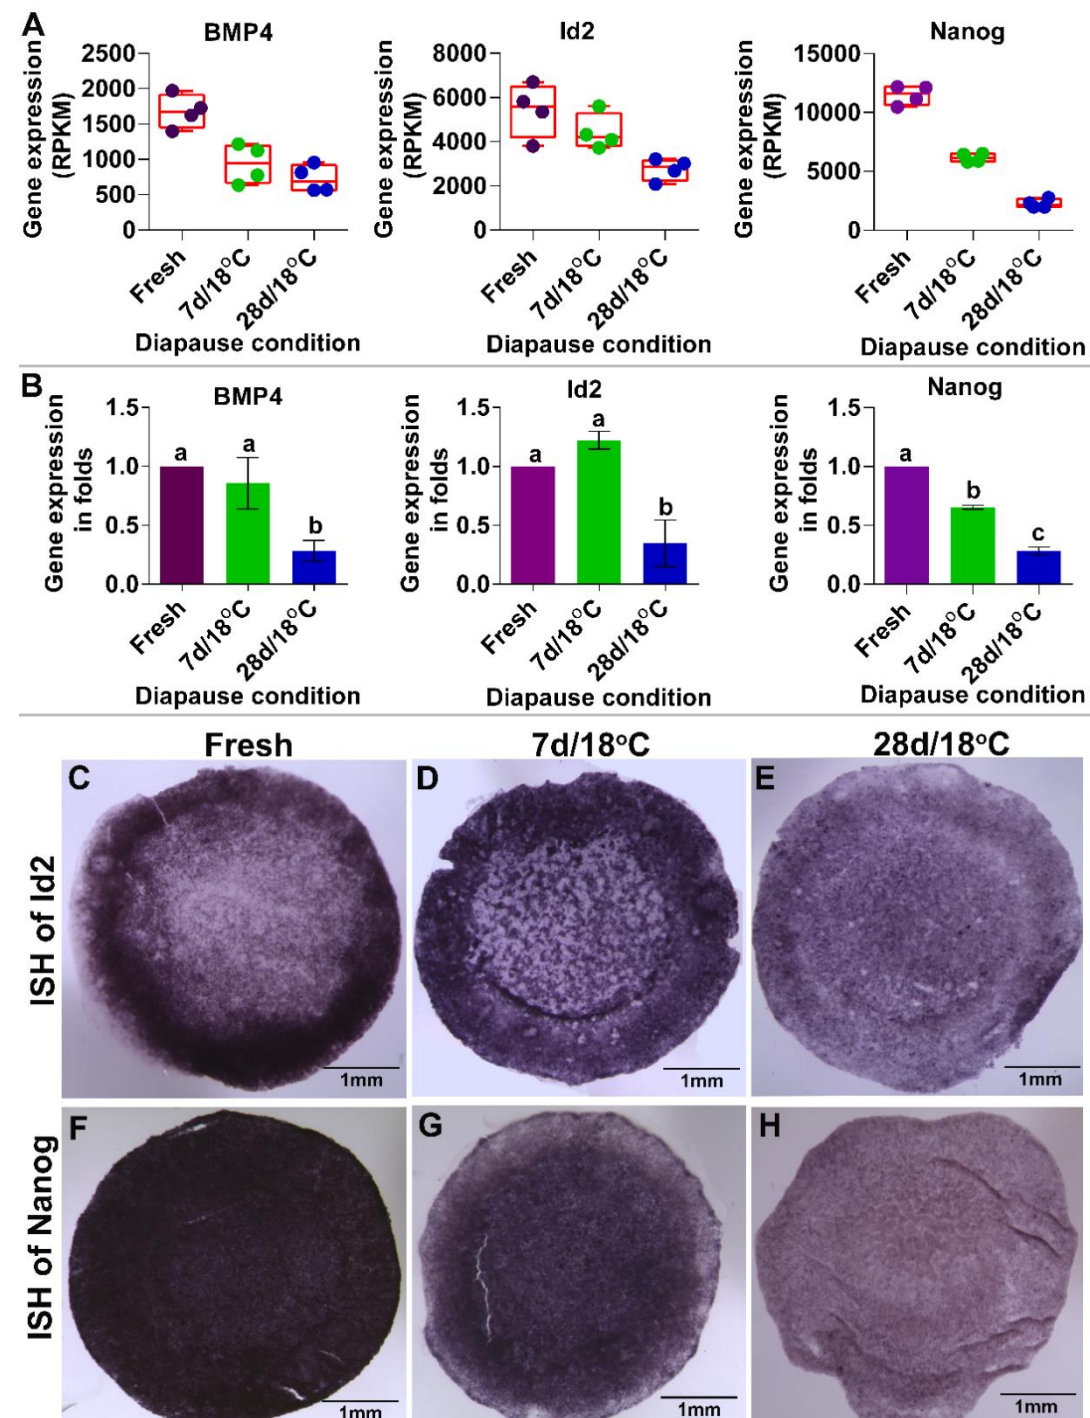 A
BMP4
Id2
Nanog
Gene expression
(RPKM)
2500
2000
1500
1000
500
0
Fresh
7d/18°C
28d/18°C
Diapause condition
Gene expression
(RPKM)
8000
6000
4000
2000
0
Fresh
7d/18°C
28d/18°C
Diapause condition
Gene expression
(RPKM)
15000
10000
5000
0
Fresh
7d/18°C
28d/18°C
Diapause condition
B
BMP4
Id2
Nanog
Gene expression
in folds
1.5
1.0
0.5
0.0
a
a
b
Fresh
7d/18°C
28d/18°C
Diapause condition
Gene expression
in folds
1.5
1.0
0.5
0.0
a
a
b
Fresh
7d/18°C
28d/18°C
Diapause condition
Gene expression
in folds
1.5
1.0
0.5
0.0
a
b
c
Fresh
7d/18°C
28d/18°C
Diapause condition
Fresh
7d/18°C
28d/18°C
ISH of Id2
C
1mm
D
1mm
E
1mm
ISH of Nanog
F
1mm
G
1mm
H
1mm